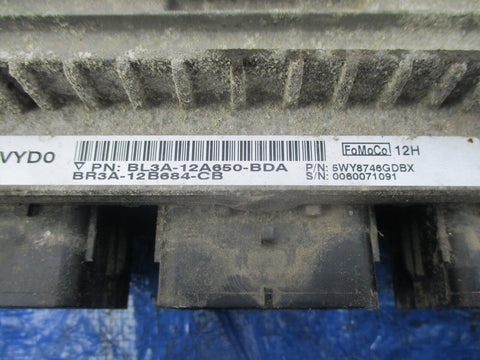 VYD0
FoMoCo 12H
▽ PN: BL3A-12A650-BDA
P/N: 5WY8746GDBX
BR3A-12B684-CB
S/N: 0060071091